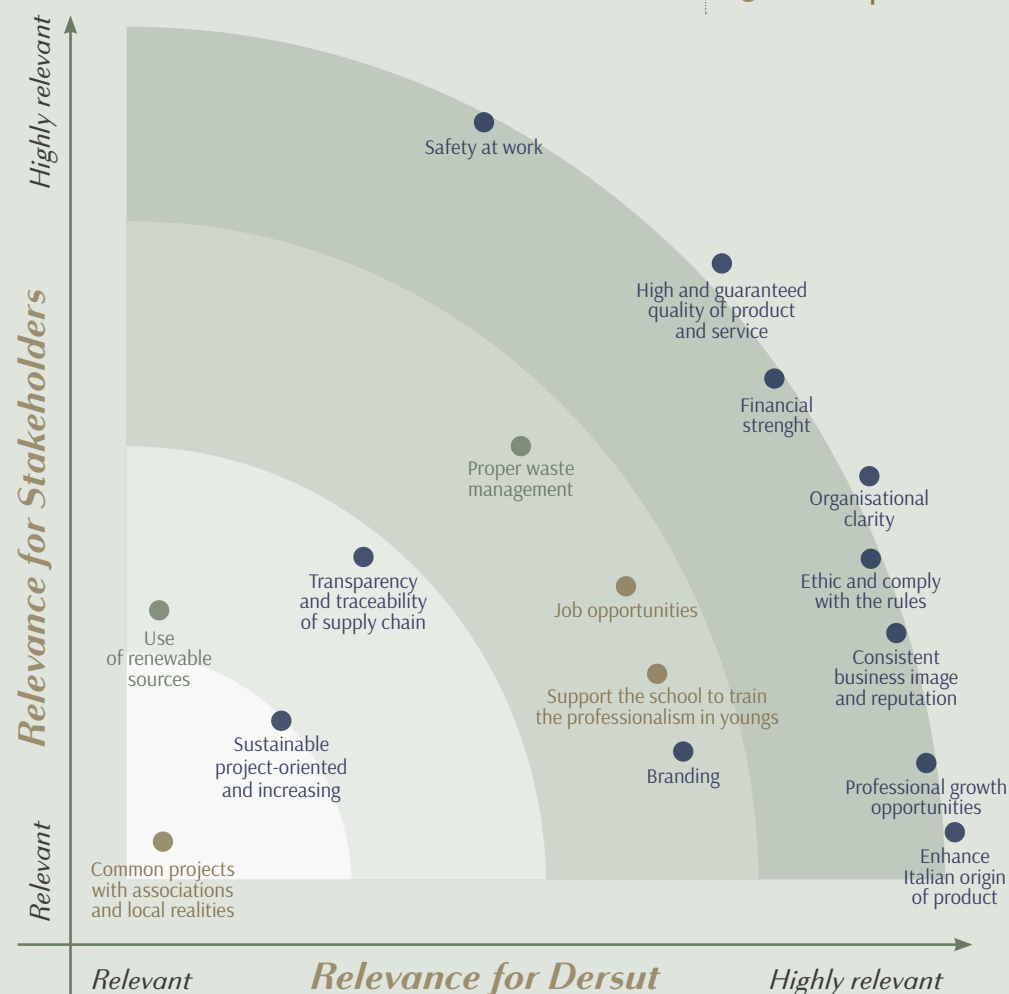 Highly relevant
Relevance for Stakeholders
Relevant
Safety at work
High and guaranteed
quality of product
and service
Financial
strenght
Proper waste
management
Organisational
clarity
Transparency
and traceability
of supply chain
Job opportunities
Ethic and comply
with the rules
Use
of renewable
sources
Consistent
business image
and reputation
Support the school to train
the professionalism in youngs
Sustainable
project-oriented
and increasing
Branding
Professional growth
opportunities
Common projects
with associations
and local realities
Enhance
Italian origin
of product
Relevant
Relevance for Dersut
Highly relevant